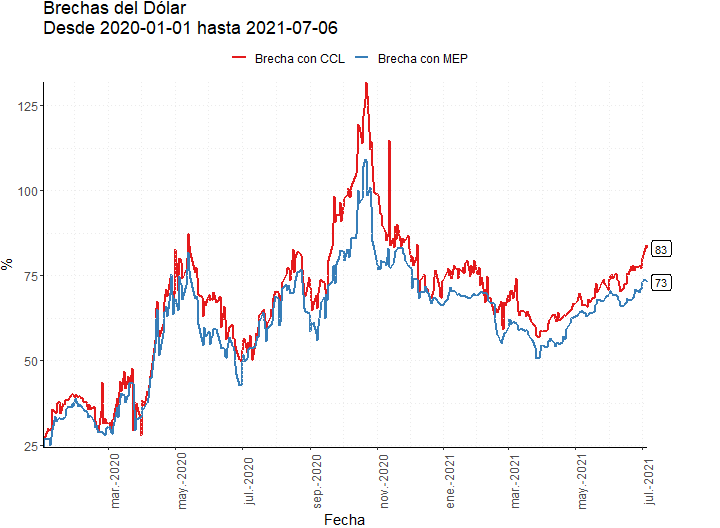 Brechas del Dólar
Desde 2020-01-01 hasta 2021-07-06
Brecha con CCL
Brecha con MEP
125
100
75
50
25
%
83
73
mar.-2020
may.-2020
sep.-2020
nov.-2020
ene.-2021
mar.-2021
may.-2021
jul.-2021
Fecha